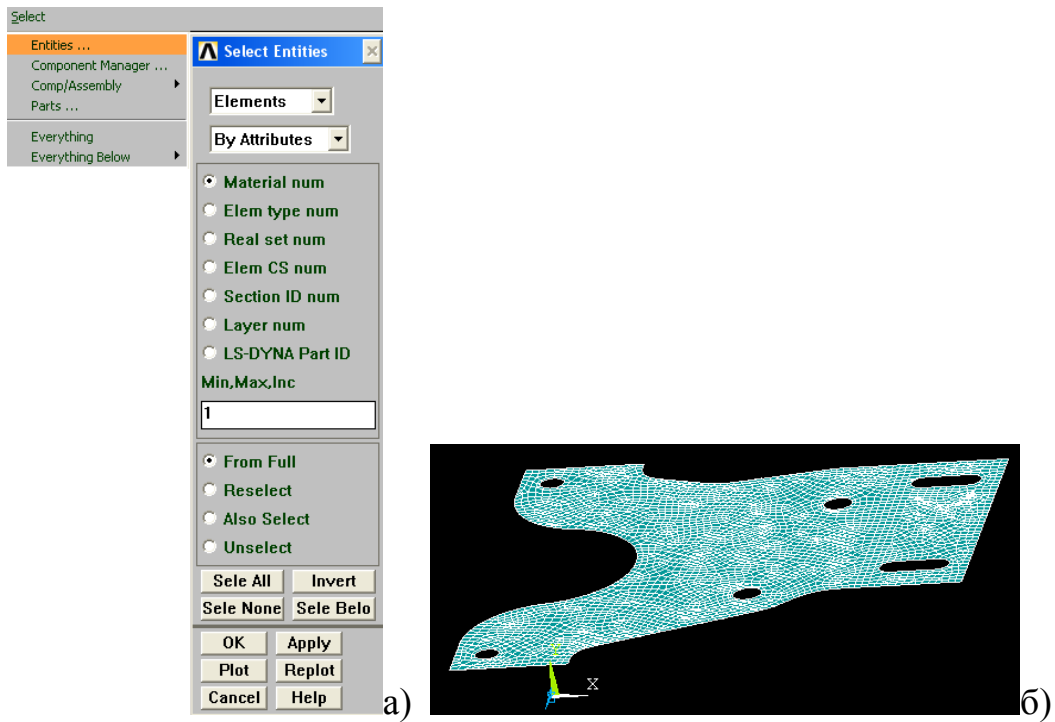 Select
Entities ...
Component Manager ...
Comp/Assembly
Parts ...
Everything
Everything Below
Select Entities
Elements
By Attributes
Material num
Elem type num
Real set num
Elem CS num
Section ID num
Layer num
LS-DYNA Part ID
Min,Max,Inc
1
From Full
Reselect
Also Select
Unselect
Sele All Invert
Sele None Sele Belo
OK Apply
Plot Replot
Cancel Help
а)
Y
X
б)